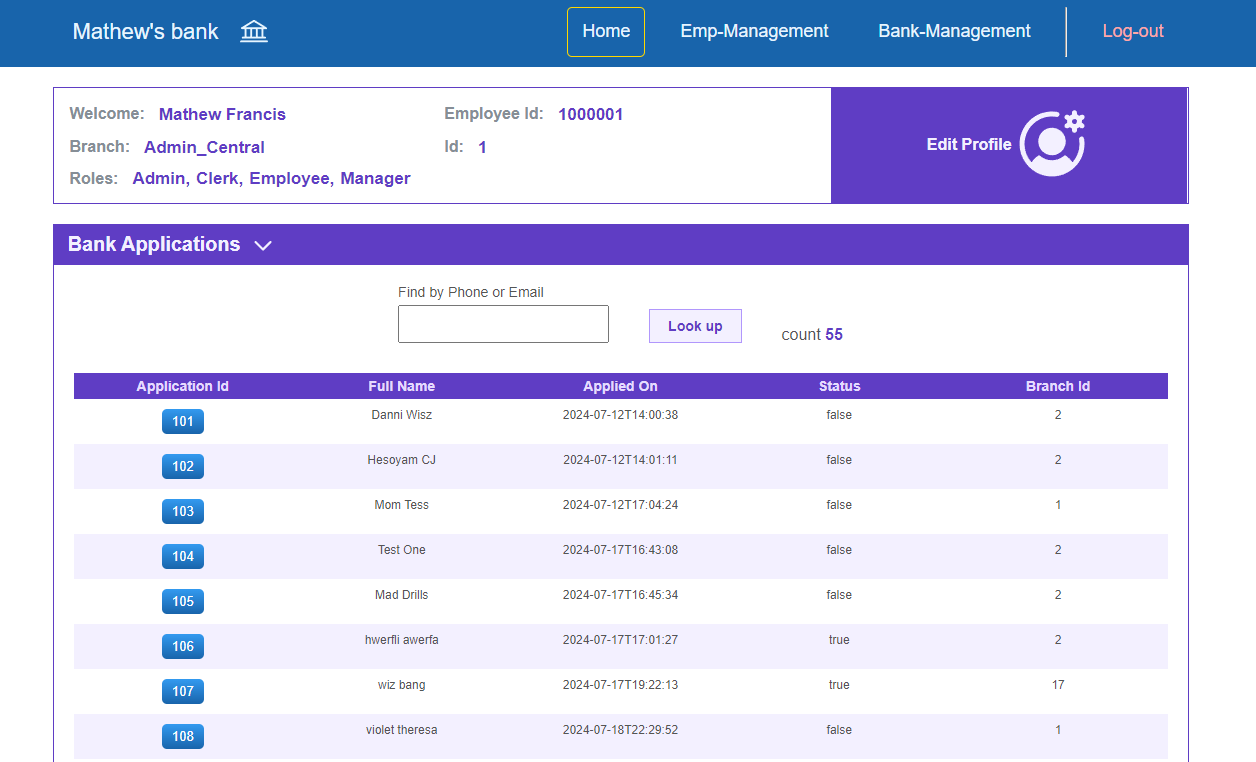 Mathew's bank Home Emp-Management Bank-Management Log-out
Welcome: Mathew Francis Employee Id: 1000001
Branch: Admin_Central Id: 1
Roles: Admin, Clerk, Employee, Manager
Edit Profile
Bank Applications
Find by Phone or Email
Look up
count 55
Application Id Full Name Applied On Status Branch Id
101 Danni Wisz 2024-07-12T14:00:38 false 2
102 Hesoyam CJ 2024-07-12T14:01:11 false 2
103 Mom Tess 2024-07-12T17:04:24 false 1
104 Test One 2024-07-17T16:43:08 false 2
105 Mad Drills 2024-07-17T16:45:34 false 2
106 hwerfli awerfa 2024-07-17T17:01:27 true 2
107 wiz bang 2024-07-17T19:22:13 true 17
108 violet theresa 2024-07-18T22:29:52 false 1